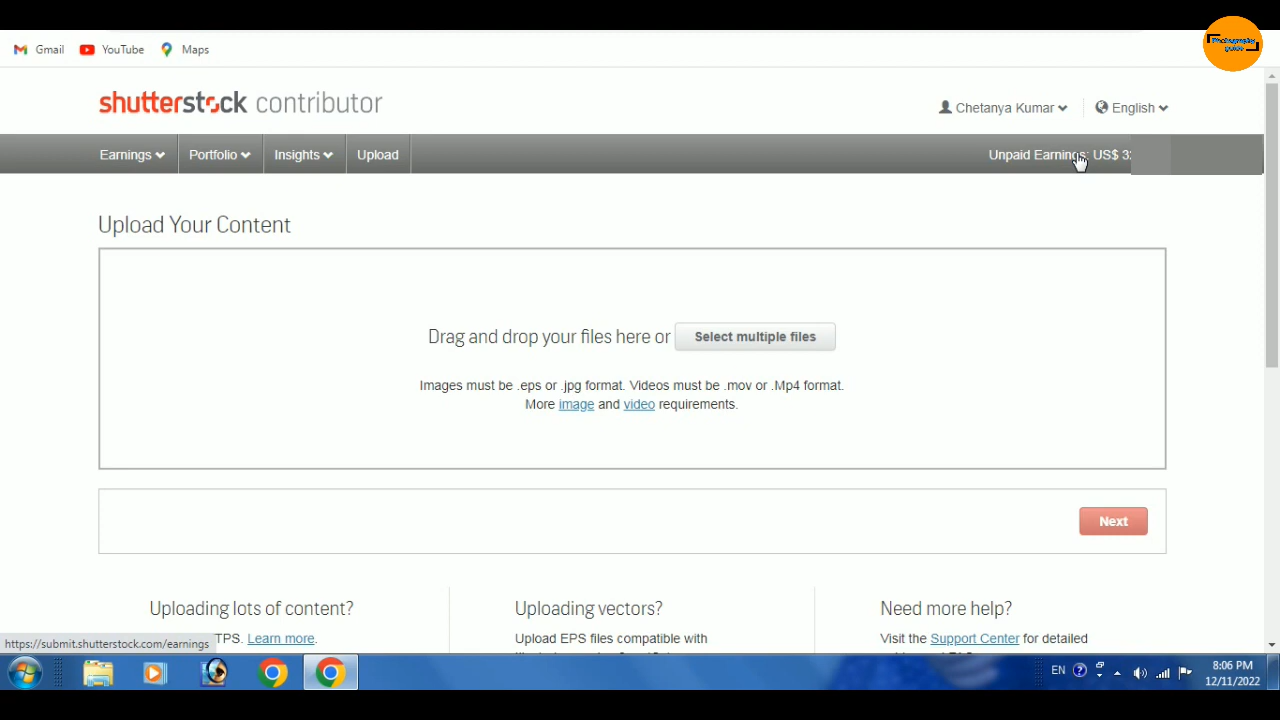 Gmail YouTube Maps
Photography guide
shutterstock contributor
Chetanya Kumar English
Earnings Portfolio Insights Upload Unpaid Earnings: US$ 32
Upload Your Content
Drag and drop your files here or Select multiple files
Images must be .eps or .jpg format. Videos must be .mov or .Mp4 format.
More image and video requirements.
Next
Uploading lots of content? Uploading vectors? Need more help?
TPS. Learn more. Upload EPS files compatible with Visit the Support Center for detailed
https://submit.shutterstock.com/earnings
EN 8:06 PM
12/11/2022